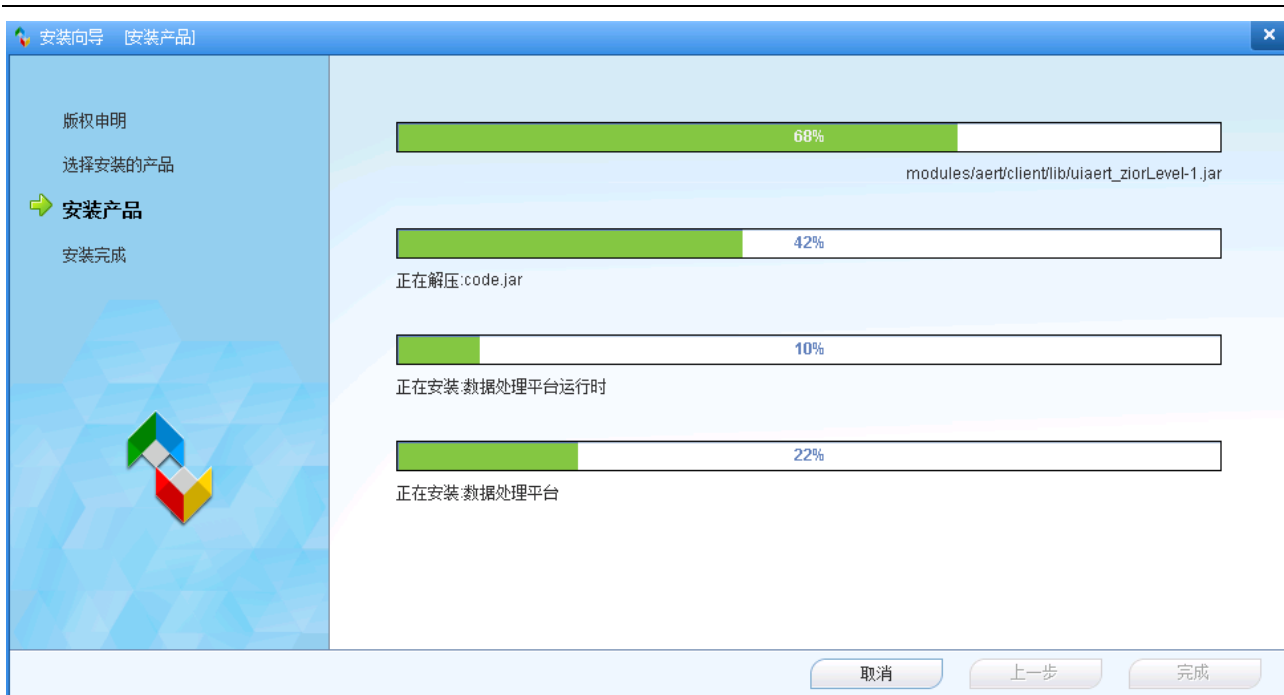 安装向导 [安装产品]
版权申明
选择安装的产品
安装产品
安装完成
68%
modules/aert/client/lib/uiaert_ziorLevel-1.jar
42%
正在解压:code.jar
10%
正在安装:数据处理平台运行时
22%
正在安装:数据处理平台
取消
上一步
完成